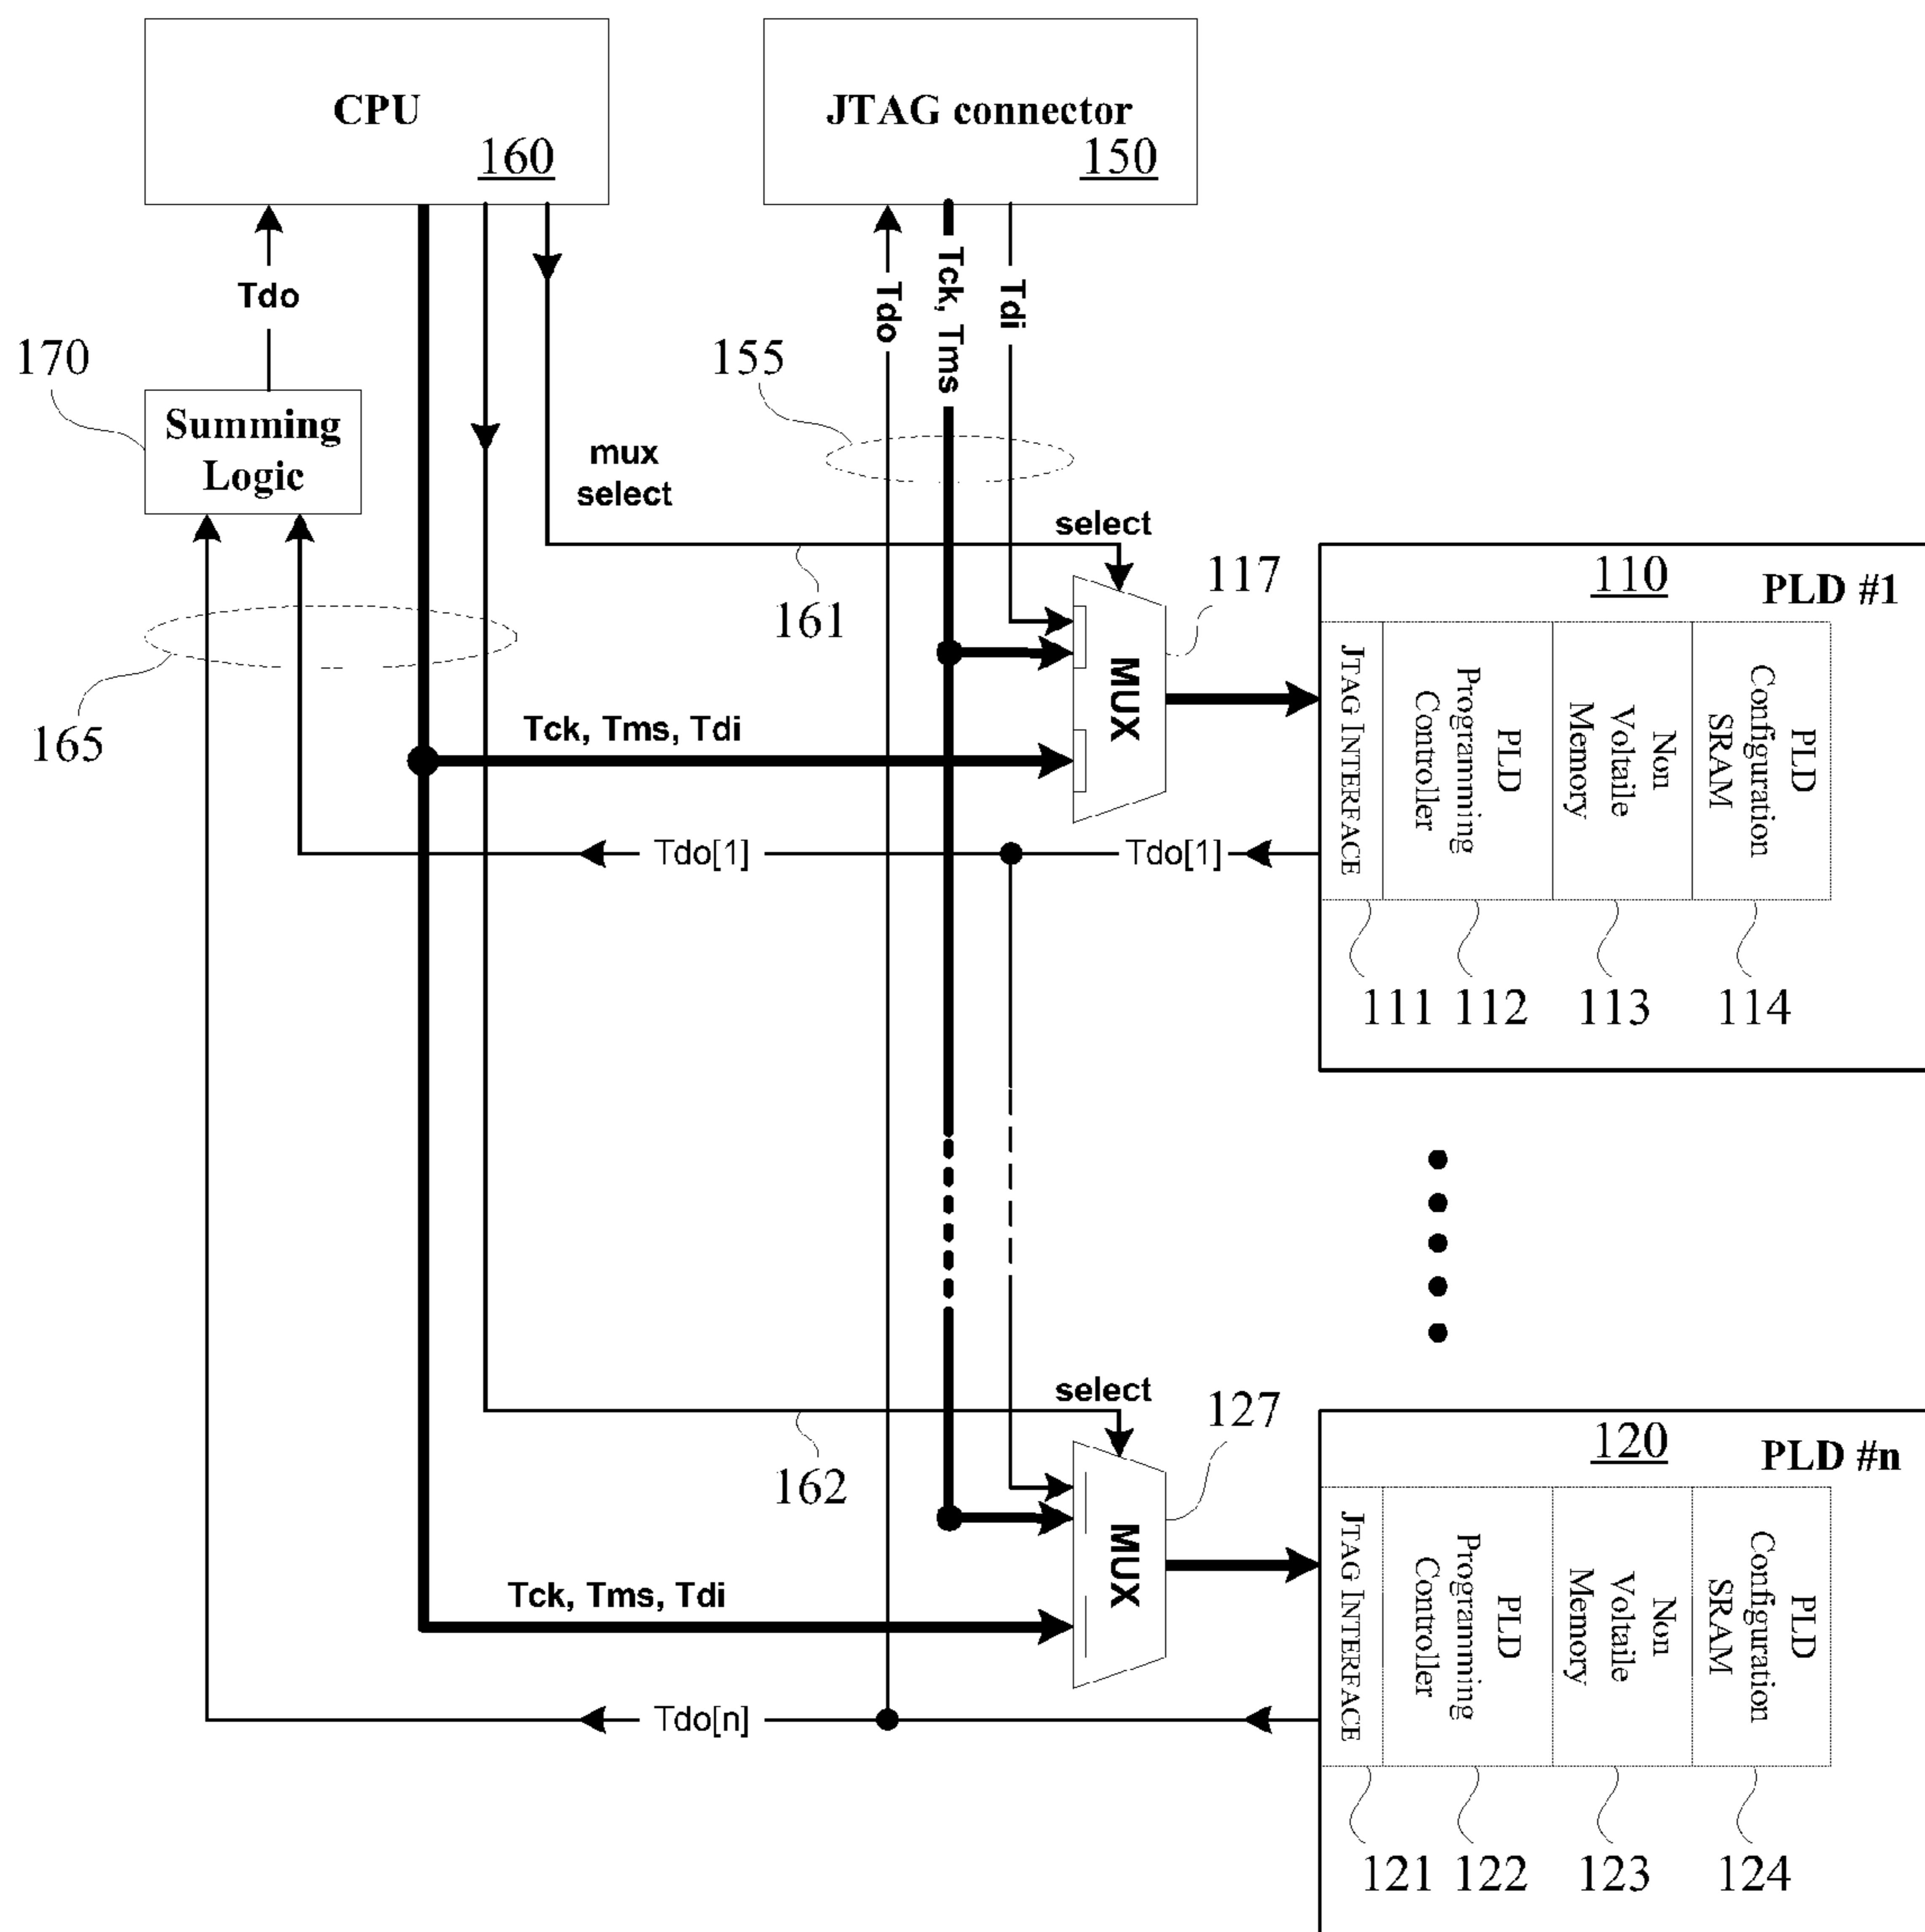 CPU
160
JTAG connector
150
Tdo
Tdo
Tck, Tms
Tdi
170
155
Summing
Logic
mux
select
select
110
PLD #1
117
161
165
MUX
JTAG INTERFACE
PLD
Programming
Controller
Non
Voltaile
Memory
PLD
Configuration
SRAM
Tck, Tms, Tdi
Tdo[1]
Tdo[1]
111
112
113
114
select
127
120
PLD #n
162
MUX
JTAG INTERFACE
PLD
Programming
Controller
Non
Voltaile
Memory
PLD
Configuration
SRAM
Tck, Tms, Tdi
Tdo[n]
121
122
123
124